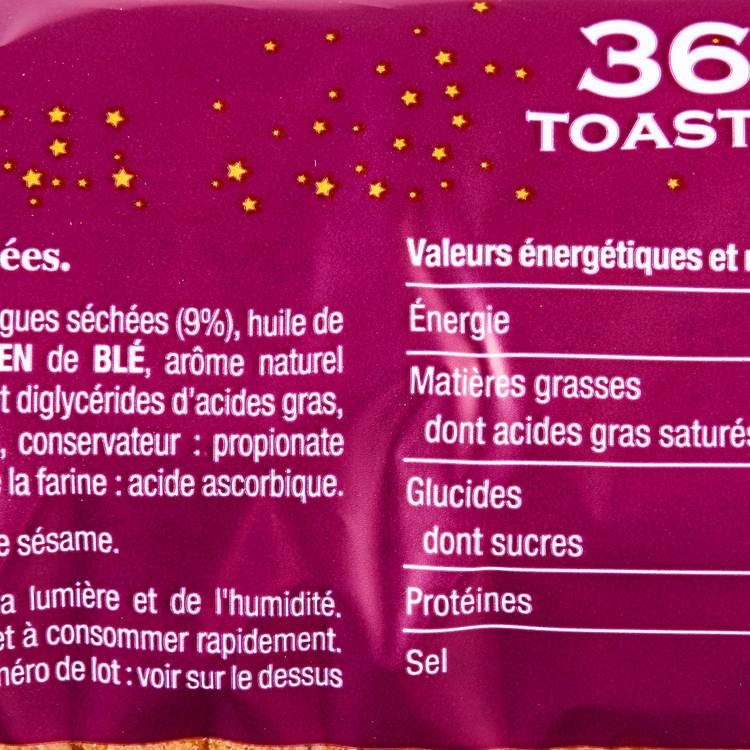 36
TOAST
ées.
gues séchées (9%), huile de
EN de BLÉ, arôme naturel
t diglycérides d'acides gras,
, conservateur : propionate
la farine : acide ascorbique.
e sésame.
a lumière et de l'humidité.
et à consommer rapidement.
méro de lot : voir sur le dessus
Valeurs énergétiques et
Énergie
Matières grasses
dont acides gras saturés
Glucides
dont sucres
Protéines
Sel